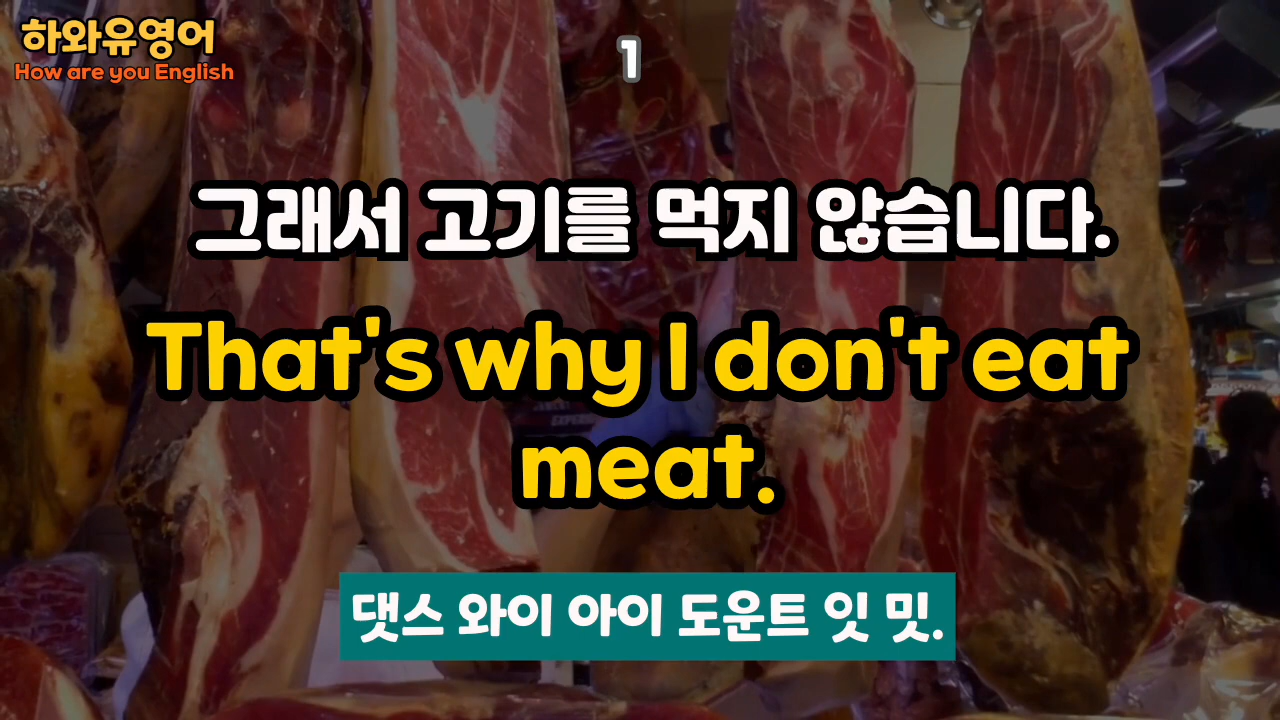 하와유영어
How are you English
1
그래서 고기를 먹지 않습니다.
That's why I don't eat
meat.
댓스 와이 아이 도운트 잇 밋.